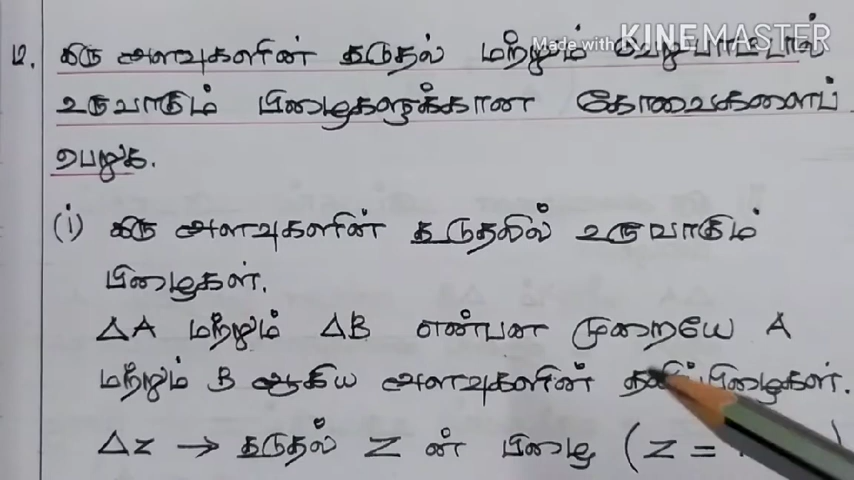 Made with KINEMASTER
12. இரு அளவுகளின் கூடுதல் மற்றும் வேறுபாட்டால்
உருவாகும் பிழைகளுக்கான கோவைகளைப்
பெறுக.
(i) இரு அளவுகளின் கூடுதலில் உருவாகும்
பிழைகள்.
ΔA மற்றும் ΔB என்பன முறையே A
மற்றும் B ஆகிய அளவுகளின் பிழைகள்.
ΔZ → கூடுதல் Z ன் பிழை (Z =